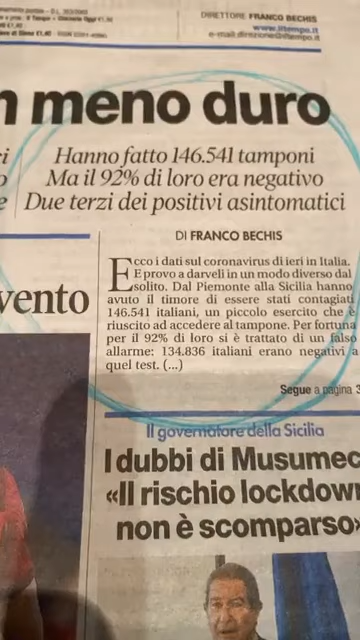 DIRETTORE FRANCO BECHIS
www.iltempo.it
e-mail:direzione@iltempo.it
n meno duro
Hanno fatto 146.541 tamponi
Ma il 92% di loro era negativo
Due terzi dei positivi asintomatici
DI FRANCO BECHIS
Ecco i dati sul coronavirus di ieri in Italia.
E provo a darveli in un modo diverso dal
solito. Dal Piemonte alla Sicilia hanno
avuto il timore di essere stati contagiati
146.541 italiani, un piccolo esercito che è
riuscito ad accedere al tampone. Per fortuna
per il 92% di loro si è trattato di un falso
allarme: 134.836 italiani erano negativi a
quel test. (...)
Segue a pagina 3
vento
Il governatore della Sicilia
I dubbi di Musumec
«Il rischio lockdown
non è scomparso»